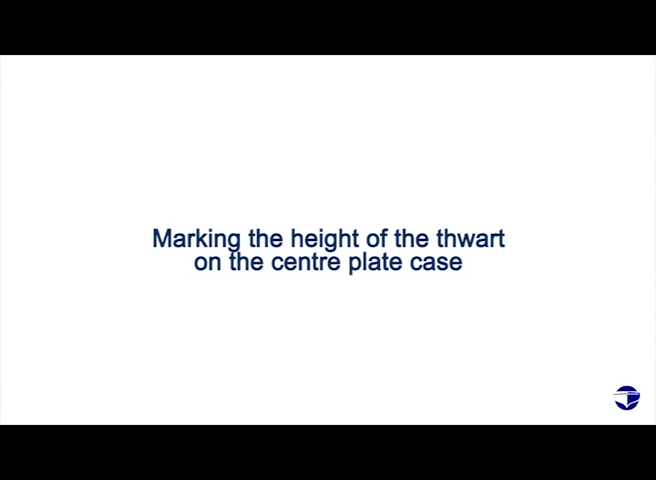 Marking the height of the thwart
on the centre plate case